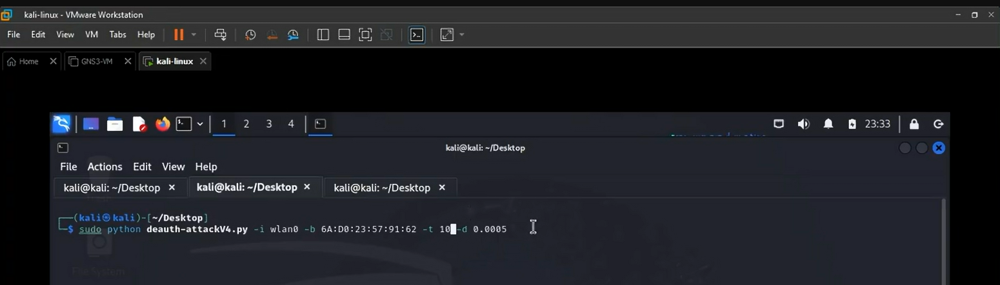 kali-linux - VMware Workstation
File Edit View VM Tabs Help
Home GNS3-VM kali-linux
1 2 3 4 23:33
kali@kali: ~/Desktop
File Actions Edit View Help
kali@kali: ~/Desktop kali@kali: ~/Desktop kali@kali: ~/Desktop
(kali㉿kali)-[~/Desktop]
$ sudo python deauth-attackV4.py -i wlan0 -b 6A:D0:23:57:91:62 -t 10 -d 0.0005
File System